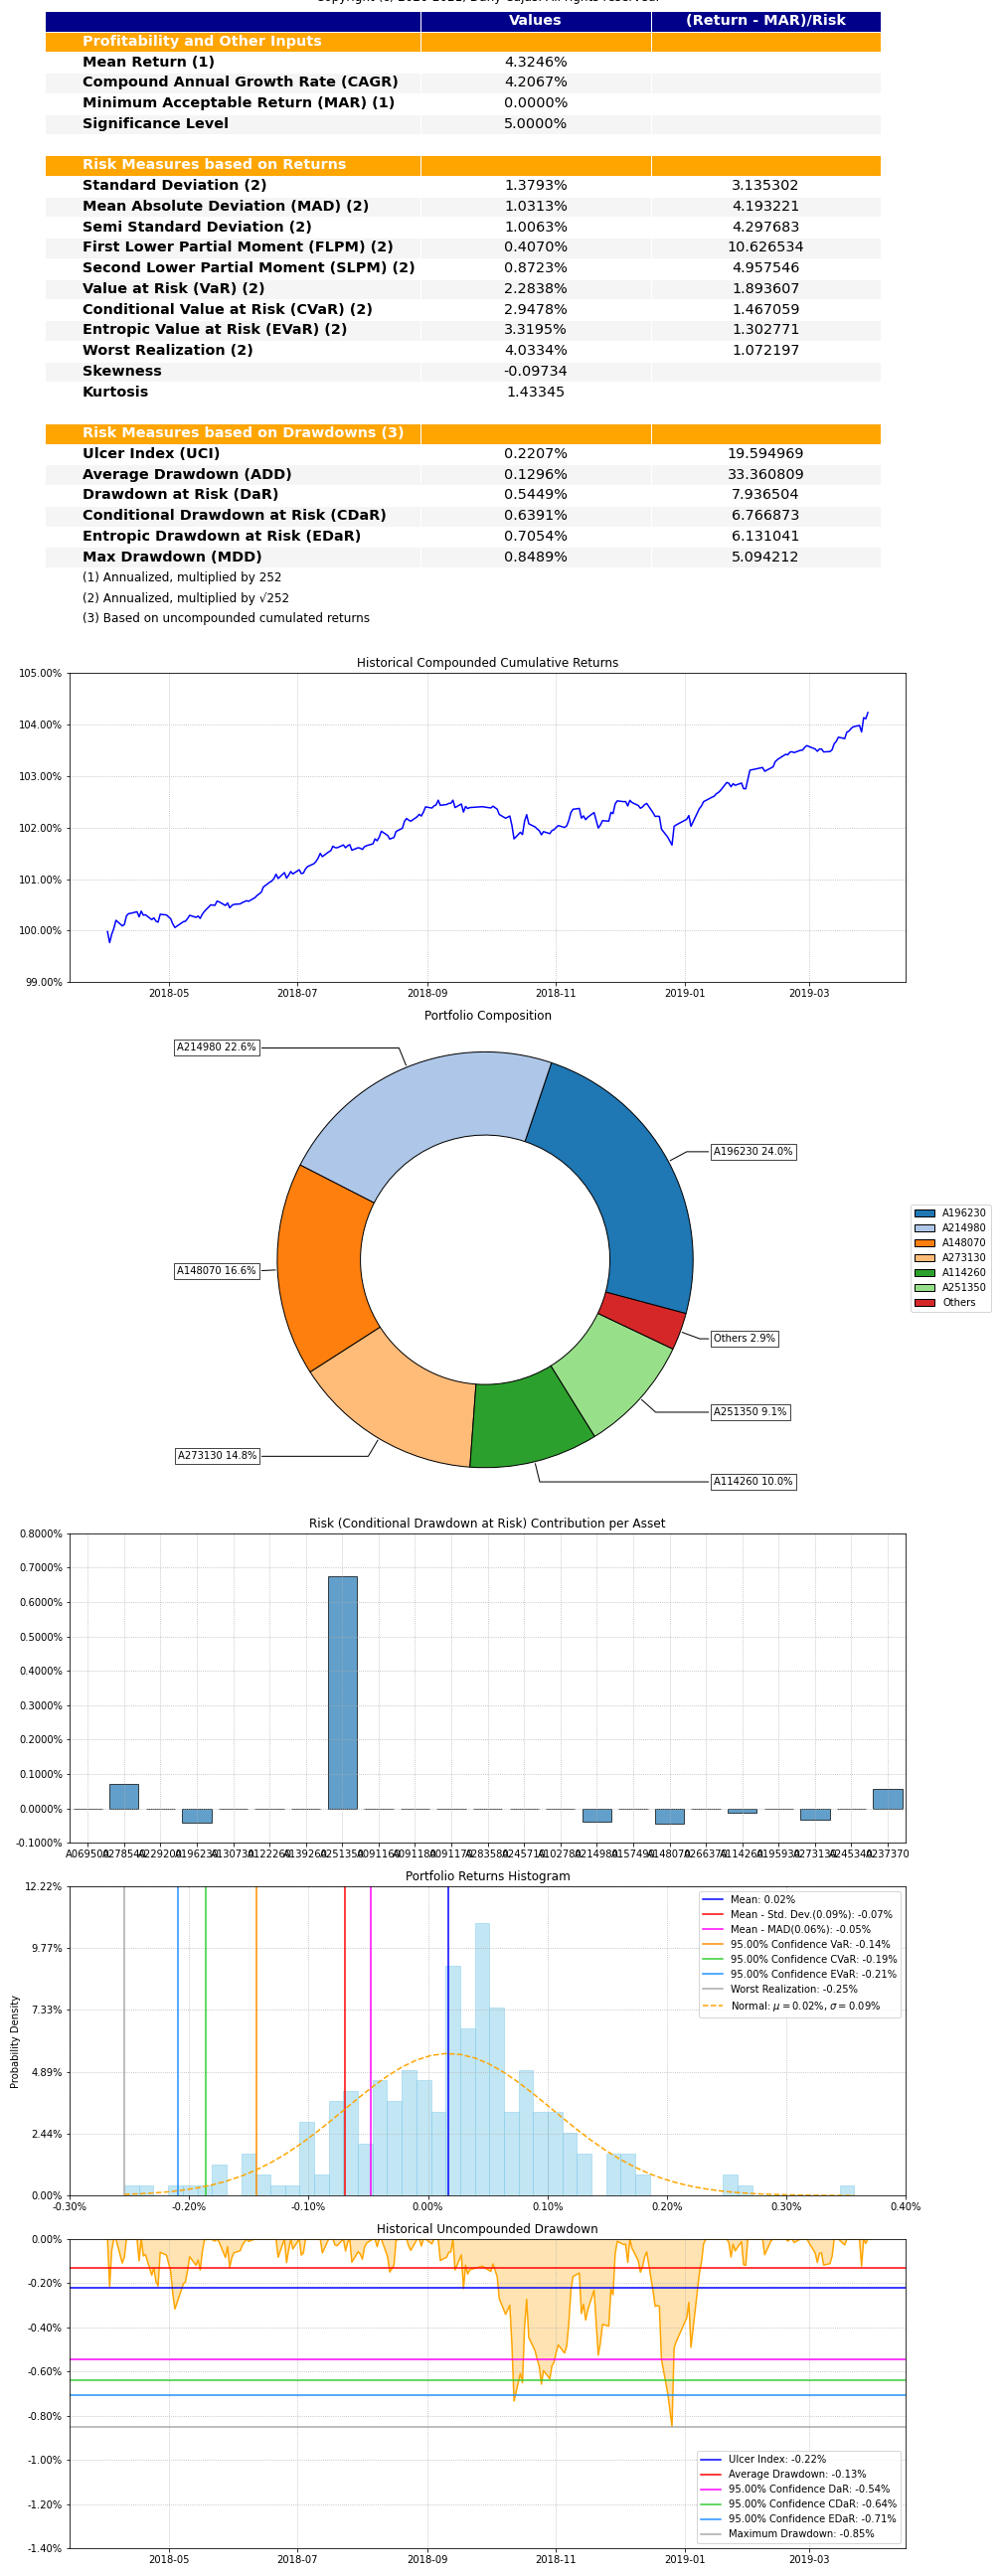 Values (Return - MAR)/Risk
Profitability and Other Inputs
Mean Return (1) 4.3246%
Compound Annual Growth Rate (CAGR) 4.2067%
Minimum Acceptable Return (MAR) (1) 0.0000%
Significance Level 5.0000%
Risk Measures based on Returns
Standard Deviation (2) 1.3793% 3.135302
Mean Absolute Deviation (MAD) (2) 1.0313% 4.193221
Semi Standard Deviation (2) 1.0063% 4.297683
First Lower Partial Moment (FLPM) (2) 0.4070% 10.626534
Second Lower Partial Moment (SLPM) (2) 0.8723% 4.957546
Value at Risk (VaR) (2) 2.2838% 1.893607
Conditional Value at Risk (CVaR) (2) 2.9478% 1.467059
Entropic Value at Risk (EVaR) (2) 3.3195% 1.302771
Worst Realization (2) 4.0334% 1.072197
Skewness -0.09734
Kurtosis 1.43345
Risk Measures based on Drawdowns (3)
Ulcer Index (UCI) 0.2207% 19.594969
Average Drawdown (ADD) 0.1296% 33.360809
Drawdown at Risk (DaR) 0.5449% 7.936504
Conditional Drawdown at Risk (CDaR) 0.6391% 6.766873
Entropic Drawdown at Risk (EDaR) 0.7054% 6.131041
Max Drawdown (MDD) 0.8489% 5.094212
(1) Annualized, multiplied by 252
(2) Annualized, multiplied by √252
(3) Based on uncompounded cumulated returns
Historical Compounded Cumulative Returns
105.00%
104.00%
103.00%
102.00%
101.00%
100.00%
99.00%
2018-05 2018-07 2018-09 2018-11 2019-01 2019-03
Portfolio Composition
A214980 22.6%
A196230 24.0%
A148070 16.6%
Others 2.9%
A251350 9.1%
A273130 14.8%
A114260 10.0%
A196230
A214980
A148070
A273130
A114260
A251350
Others
Risk (Conditional Drawdown at Risk) Contribution per Asset
0.8000%
0.7000%
0.6000%
0.5000%
0.4000%
0.3000%
0.2000%
0.1000%
0.0000%
-0.1000%
A237370
Portfolio Returns Histogram
Probability Density
12.22%
9.77%
7.33%
4.89%
2.44%
0.00%
-0.30% -0.20% -0.10% 0.00% 0.10% 0.20% 0.30% 0.40%
Mean: 0.02%
Mean - Std. Dev.(0.09%): -0.07%
Mean - MAD(0.06%): -0.05%
95.00% Confidence VaR: -0.14%
95.00% Confidence CVaR: -0.19%
95.00% Confidence EVaR: -0.21%
Worst Realization: -0.25%
Normal: μ = 0.02%, σ = 0.09%
Historical Uncompounded Drawdown
0.00%
-0.20%
-0.40%
-0.60%
-0.80%
-1.00%
-1.20%
-1.40%
2018-05 2018-07 2018-09 2018-11 2019-01 2019-03
Ulcer Index: -0.22%
Average Drawdown: -0.13%
95.00% Confidence DaR: -0.54%
95.00% Confidence CDaR: -0.64%
95.00% Confidence EDaR: -0.71%
Maximum Drawdown: -0.85%